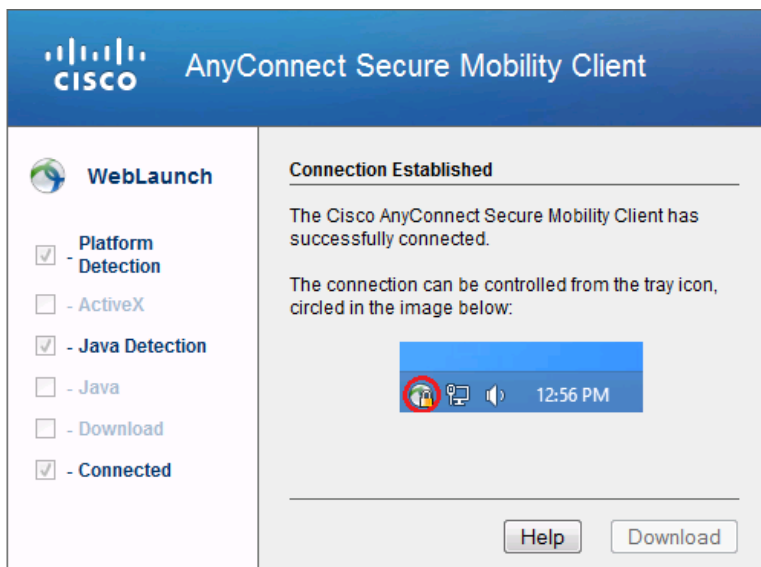 CISCO
AnyConnect Secure Mobility Client
WebLaunch
- Platform
Detection
- ActiveX
- Java Detection
- Java
- Download
- Connected
Connection Established
The Cisco AnyConnect Secure Mobility Client has
successfully connected.
The connection can be controlled from the tray icon,
circled in the image below:
12:56 PM
Help
Download